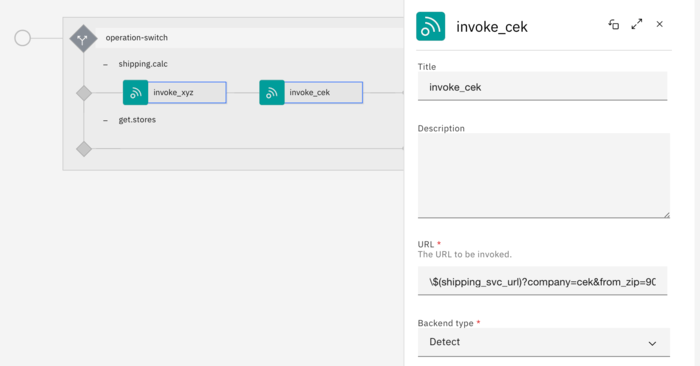 operation-switch
– shipping.calc
invoke_xyz
invoke_cek
– get.stores
invoke_cek
Title
invoke_cek
Description
URL *
The URL to be invoked.
\$(shipping_svc_url)?company=cek&from_zip=90
Backend type *
Detect